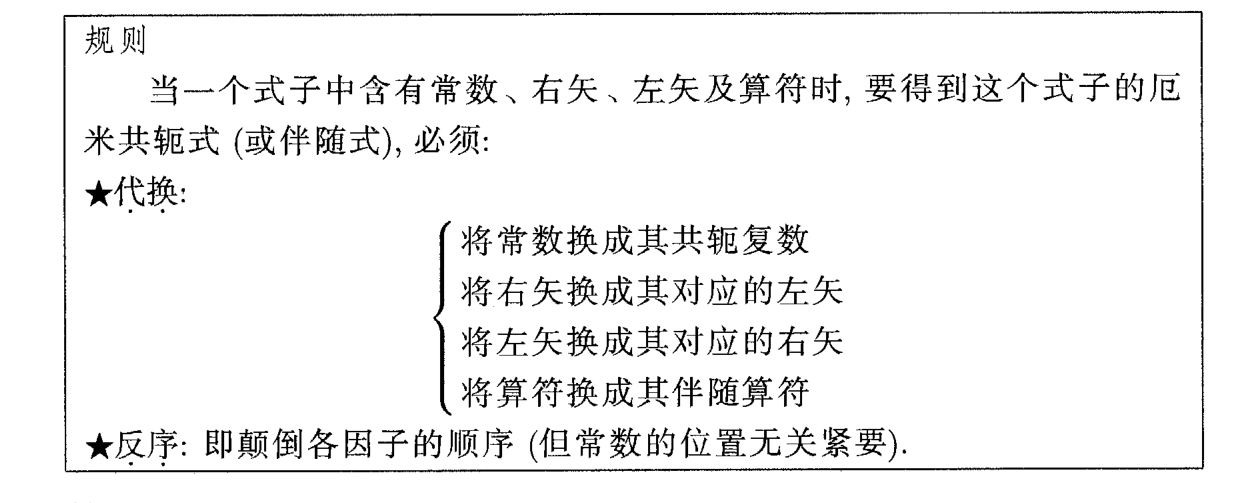 规则
当一个式子中含有常数、右矢、左矢及算符时, 要得到这个式子的厄
米共轭式 (或伴随式), 必须:
★代换:
将常数换成其共轭复数
将右矢换成其对应的左矢
将左矢换成其对应的右矢
将算符换成其伴随算符
★反序: 即颠倒各因子的顺序 (但常数的位置无关紧要).